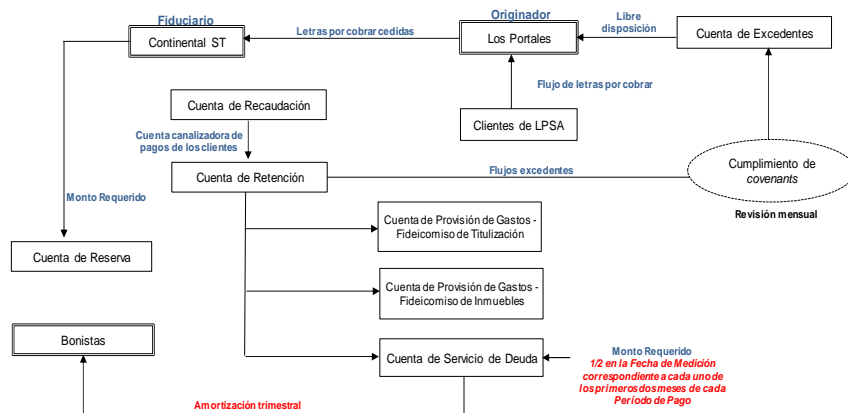 Fiduciario
Originador
Continental ST
Letras por cobrar cedidas
Los Portales
Libre
disposición
Cuenta de Excedentes
Flujo de letras por cobrar
Cuenta de Recaudación
Clientes de LPSA
Cuenta canalizadora de
pagos de los clientes
Cumplimiento de
covenants
Cuenta de Retención
Flujos excedentes
Monto Requerido
Revisión mensual
Cuenta de Provisión de Gastos -
Fideicomiso de Titulización
Cuenta de Reserva
Cuenta de Provisión de Gastos -
Fideicomiso de Inmuebles
Bonistas
Cuenta de Servicio de Deuda
Monto Requerido
1/2 en la Fecha de Medición
correspondiente a cada uno de
los primeros dos meses de cada
Período de Pago
Amortización trimestral